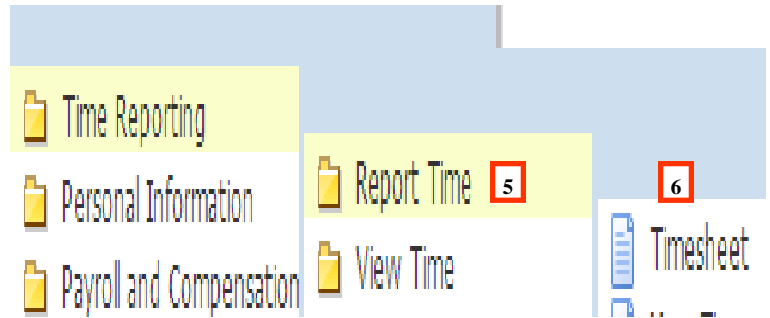 Time Reporting
Personal Information
Payroll and Compensation
Report Time 5
View Time
6
Timesheet